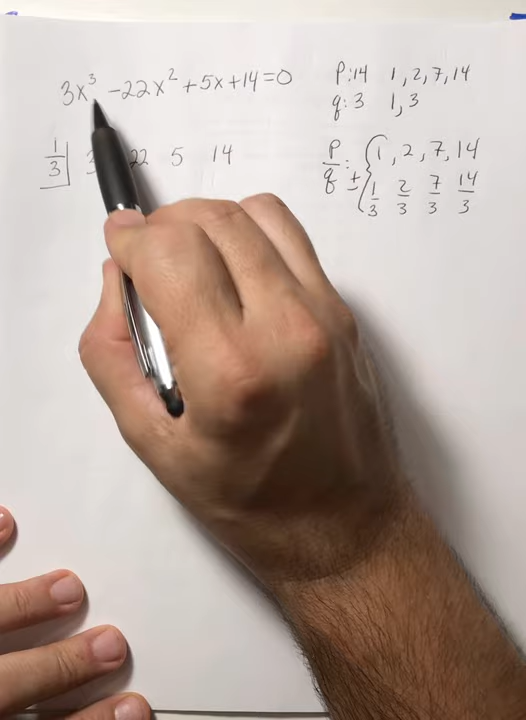 3x³ -22x² +5x+14=0
P:14 1, 2, 7, 14
q: 3 1, 3
1/3 | 3 22 5 14
P/q: ± { 1, 2, 7, 14
1/3 2/3 7/3 14/3